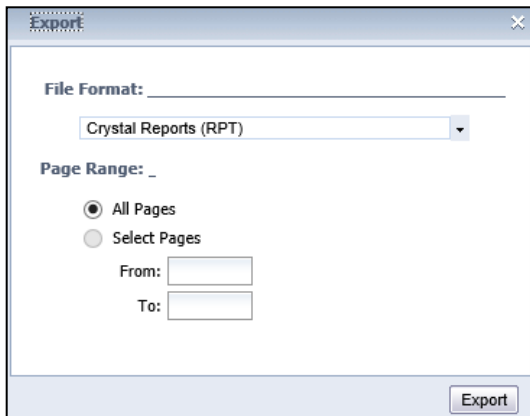 Export
File Format:
Crystal Reports (RPT)
Page Range: _
All Pages
Select Pages
From:
To:
Export